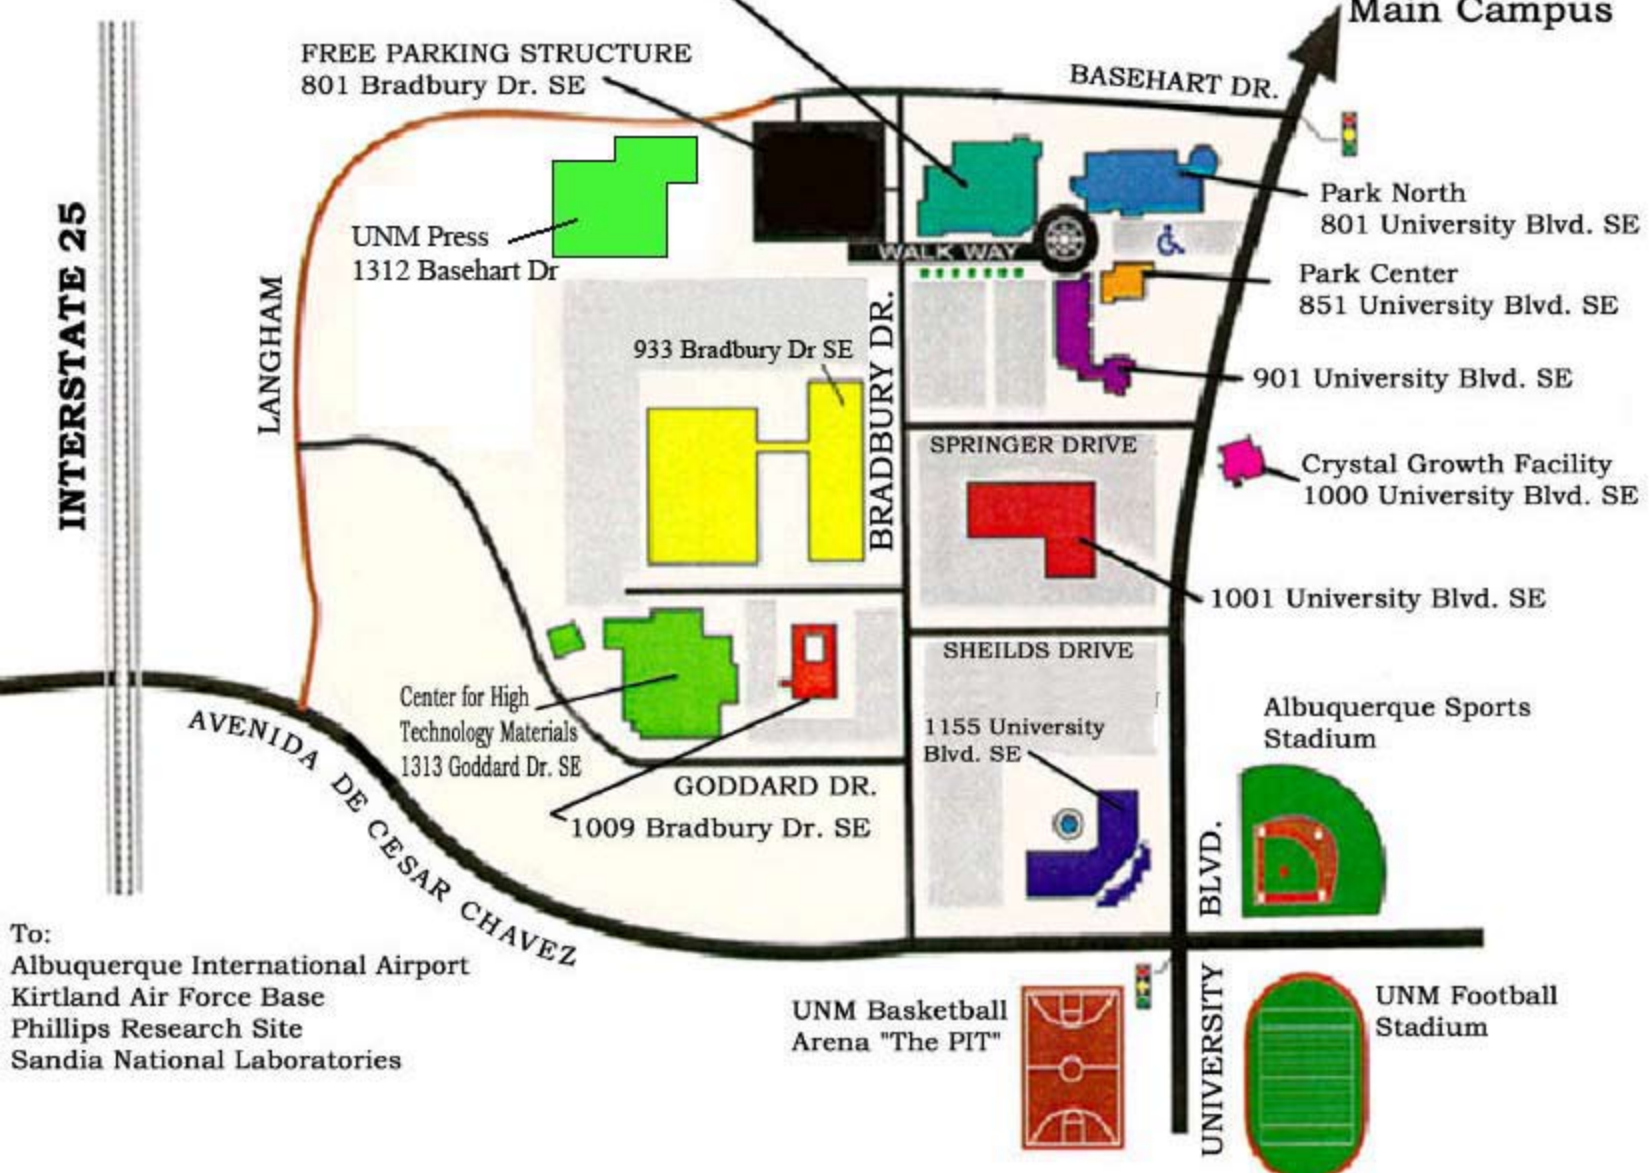 Main Campus
FREE PARKING STRUCTURE
801 Bradbury Dr. SE
BASEHART DR.
Park North
801 University Blvd. SE
UNM Press
1312 Basehart Dr
WALK WAY
Park Center
851 University Blvd. SE
INTERSTATE 25
LANGHAM
933 Bradbury Dr SE
BRADBURY DR.
901 University Blvd. SE
SPRINGER DRIVE
Crystal Growth Facility
1000 University Blvd. SE
1001 University Blvd. SE
SHEILDS DRIVE
Center for High
Technology Materials
1313 Goddard Dr. SE
1155 University
Blvd. SE
Albuquerque Sports
Stadium
AVENIDA DE CESAR CHAVEZ
GODDARD DR.
1009 Bradbury Dr. SE
UNIVERSITY BLVD.
To:
Albuquerque International Airport
Kirtland Air Force Base
Phillips Research Site
Sandia National Laboratories
UNM Basketball
Arena "The PIT"
UNM Football
Stadium